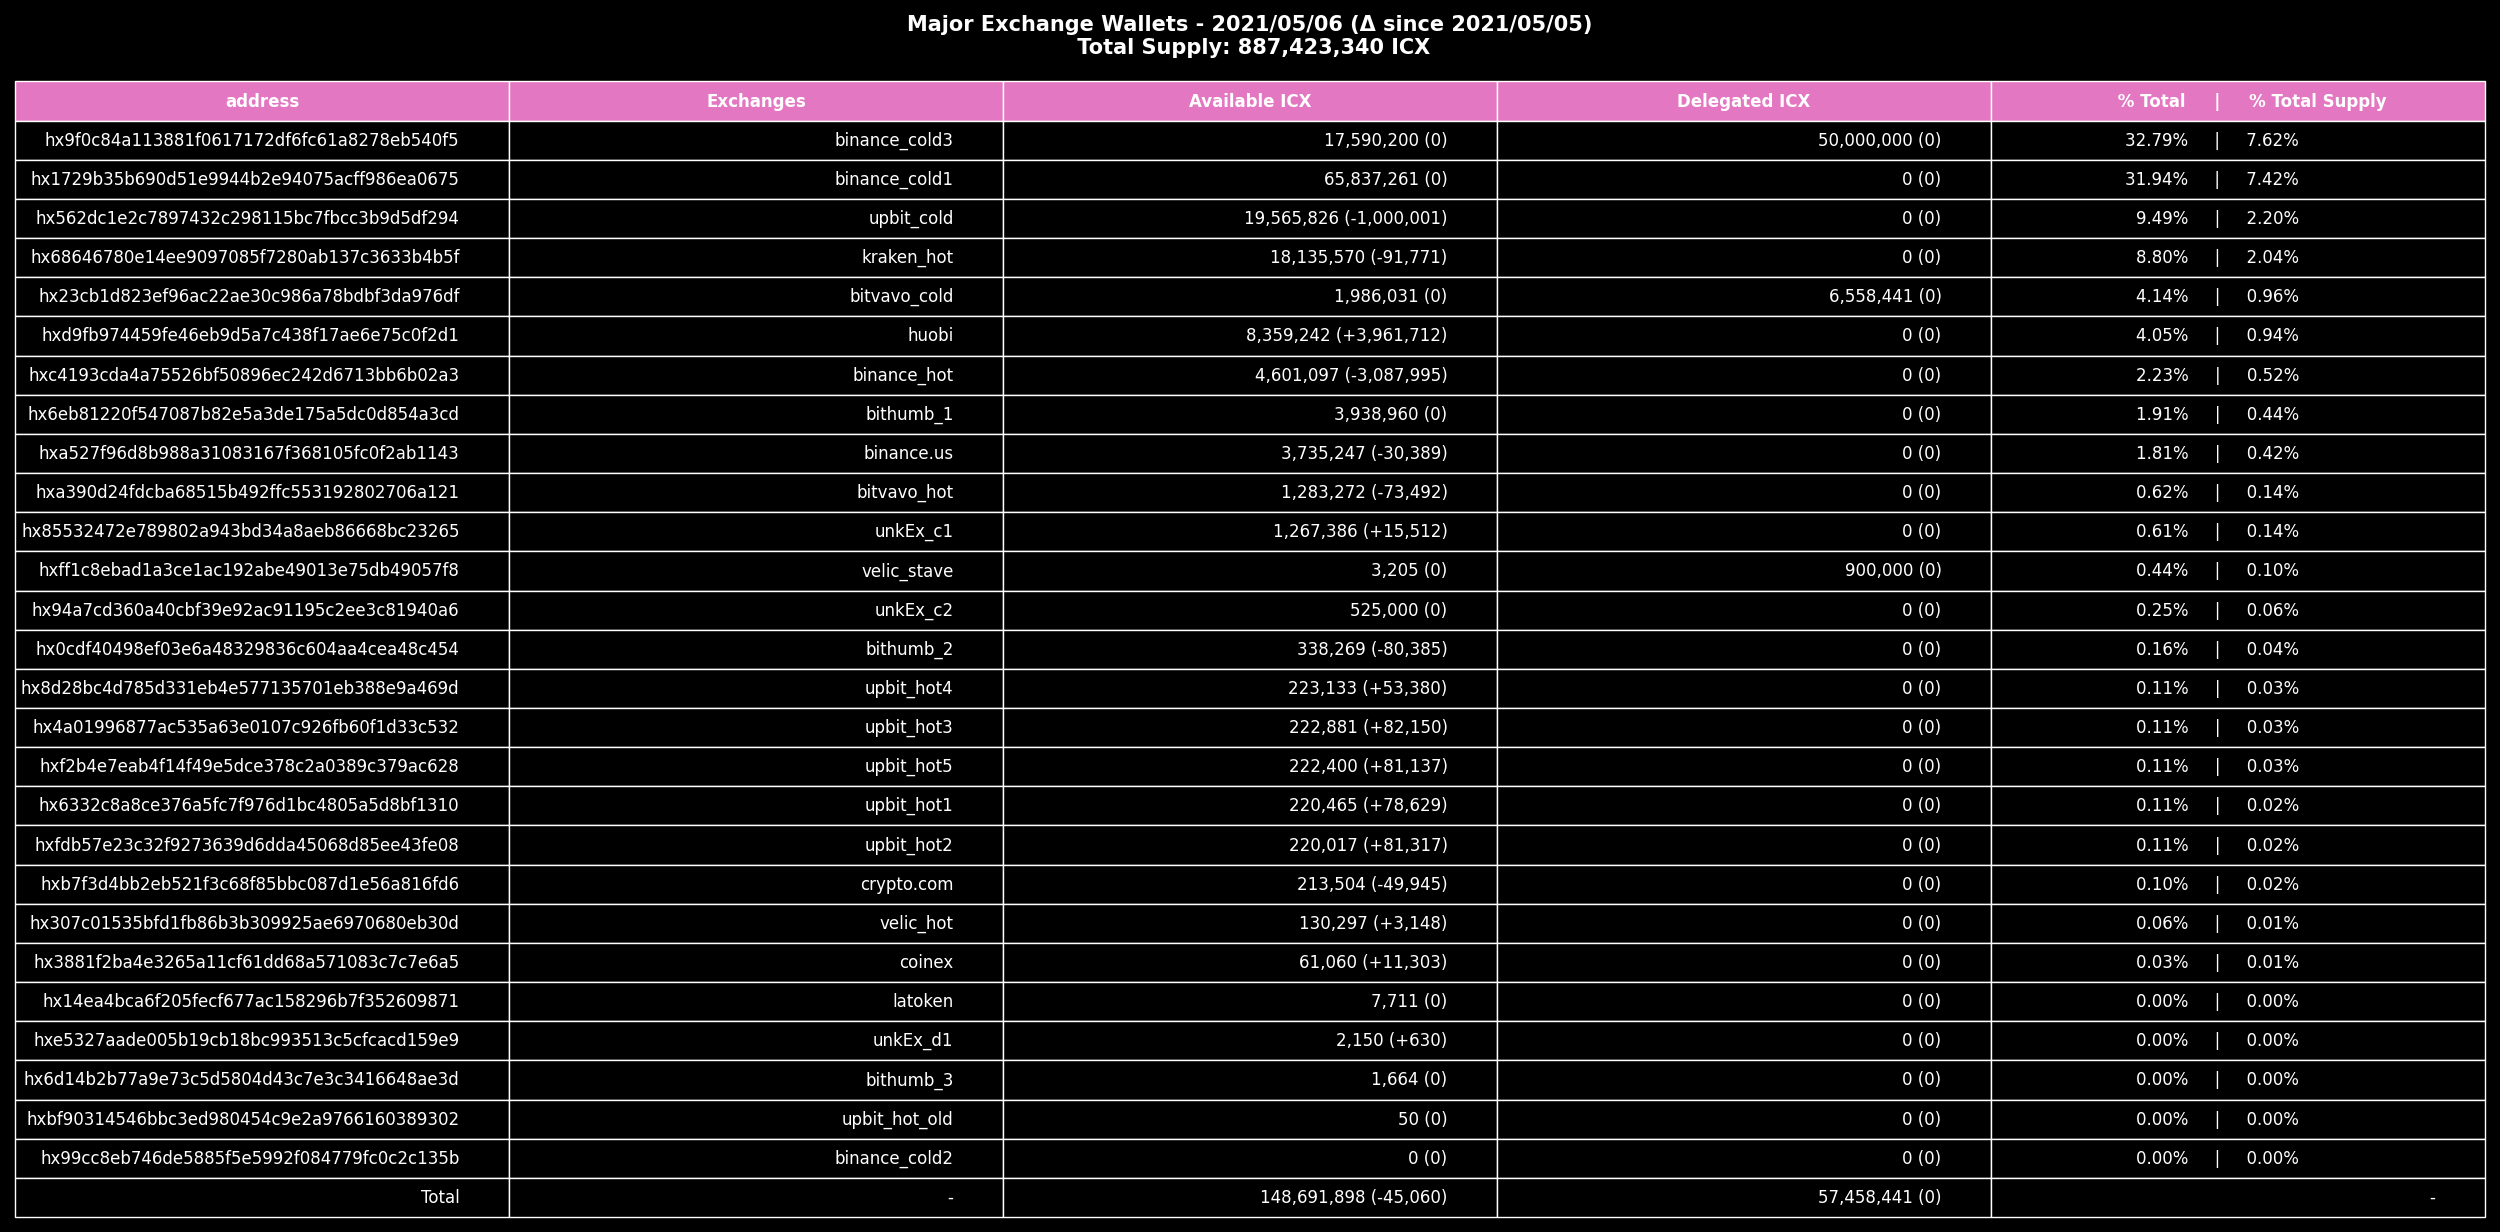 Major Exchange Wallets - 2021/05/06 (Δ since 2021/05/05)
Total Supply: 887,423,340 ICX
address Exchanges Available ICX Delegated ICX % Total | % Total Supply
hx9f0c84a113881f0617172df6fc61a8278eb540f5 binance_cold3 17,590,200 (0) 50,000,000 (0) 32.79% | 7.62%
hx1729b35b690d51e9944b2e94075acff986ea0675 binance_cold1 65,837,261 (0) 0 (0) 31.94% | 7.42%
hx562dc1e2c7897432c298115bc7fbcc3b9d5df294 upbit_cold 19,565,826 (-1,000,001) 0 (0) 9.49% | 2.20%
hx68646780e14ee9097085f7280ab137c3633b4b5f kraken_hot 18,135,570 (-91,771) 0 (0) 8.80% | 2.04%
hx23cb1d823ef96ac22ae30c986a78bdbf3da976df bitvavo_cold 1,986,031 (0) 6,558,441 (0) 4.14% | 0.96%
hxd9fb974459fe46eb9d5a7c438f17ae6e75c0f2d1 huobi 8,359,242 (+3,961,712) 0 (0) 4.05% | 0.94%
hxc4193cda4a75526bf50896ec242d6713bb6b02a3 binance_hot 4,601,097 (-3,087,995) 0 (0) 2.23% | 0.52%
hx6eb81220f547087b82e5a3de175a5dc0d854a3cd bithumb_1 3,938,960 (0) 0 (0) 1.91% | 0.44%
hxa527f96d8b988a31083167f368105fc0f2ab1143 binance.us 3,735,247 (-30,389) 0 (0) 1.81% | 0.42%
hxa390d24fdcba68515b492ffc553192802706a121 bitvavo_hot 1,283,272 (-73,492) 0 (0) 0.62% | 0.14%
hx85532472e789802a943bd34a8aeb86668bc23265 unkEx_c1 1,267,386 (+15,512) 0 (0) 0.61% | 0.14%
hxff1c8ebad1a3ce1ac192abe49013e75db49057f8 velic_stave 3,205 (0) 900,000 (0) 0.44% | 0.10%
hx94a7cd360a40cbf39e92ac91195c2ee3c81940a6 unkEx_c2 525,000 (0) 0 (0) 0.25% | 0.06%
hx0cdf40498ef03e6a48329836c604aa4cea48c454 bithumb_2 338,269 (-80,385) 0 (0) 0.16% | 0.04%
hx8d28bc4d785d331eb4e577135701eb388e9a469d upbit_hot4 223,133 (+53,380) 0 (0) 0.11% | 0.03%
hx4a01996877ac535a63e0107c926fb60f1d33c532 upbit_hot3 222,881 (+82,150) 0 (0) 0.11% | 0.03%
hxf2b4e7eab4f14f49e5dce378c2a0389c379ac628 upbit_hot5 222,400 (+81,137) 0 (0) 0.11% | 0.03%
hx6332c8a8ce376a5fc7f976d1bc4805a5d8bf1310 upbit_hot1 220,465 (+78,629) 0 (0) 0.11% | 0.02%
hxfdb57e23c32f9273639d6dda45068d85ee43fe08 upbit_hot2 220,017 (+81,317) 0 (0) 0.11% | 0.02%
hxb7f3d4bb2eb521f3c68f85bbc087d1e56a816fd6 crypto.com 213,504 (-49,945) 0 (0) 0.10% | 0.02%
hx307c01535bfd1fb86b3b309925ae6970680eb30d velic_hot 130,297 (+3,148) 0 (0) 0.06% | 0.01%
hx3881f2ba4e3265a11cf61dd68a571083c7c7e6a5 coinex 61,060 (+11,303) 0 (0) 0.03% | 0.01%
hx14ea4bca6f205fecf677ac158296b7f352609871 latoken 7,711 (0) 0 (0) 0.00% | 0.00%
hxe5327aade005b19cb18bc993513c5cfcacd159e9 unkEx_d1 2,150 (+630) 0 (0) 0.00% | 0.00%
hx6d14b2b77a9e73c5d5804d43c7e3c3416648ae3d bithumb_3 1,664 (0) 0 (0) 0.00% | 0.00%
hxbf90314546bbc3ed980454c9e2a9766160389302 upbit_hot_old 50 (0) 0 (0) 0.00% | 0.00%
hx99cc8eb746de5885f5e5992f084779fc0c2c135b binance_cold2 0 (0) 0 (0) 0.00% | 0.00%
Total - 148,691,898 (-45,060) 57,458,441 (0) -